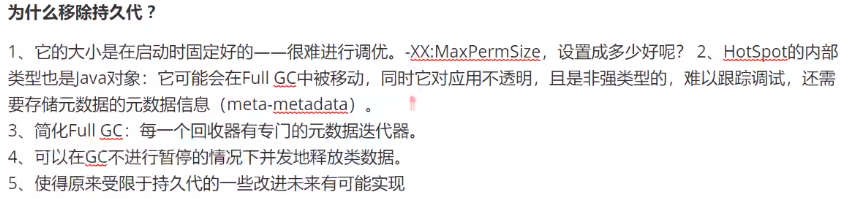 为什么移除持久代？
1、它的大小是在启动时固定好的——很难进行调优。-XX:MaxPermSize，设置成多少好呢？ 2、HotSpot的内部
类型也是Java对象：它可能会在Full GC中被移动，同时它对应用不透明，且是非强类型的，难以跟踪调试，还需
要存储元数据的元数据信息（meta-metadata）。
3、简化Full GC：每一个回收器有专门的元数据迭代器。
4、可以在GC不进行暂停的情况下并发地释放类数据。
5、使得原来受限于持久代的一些改进未来有可能实现